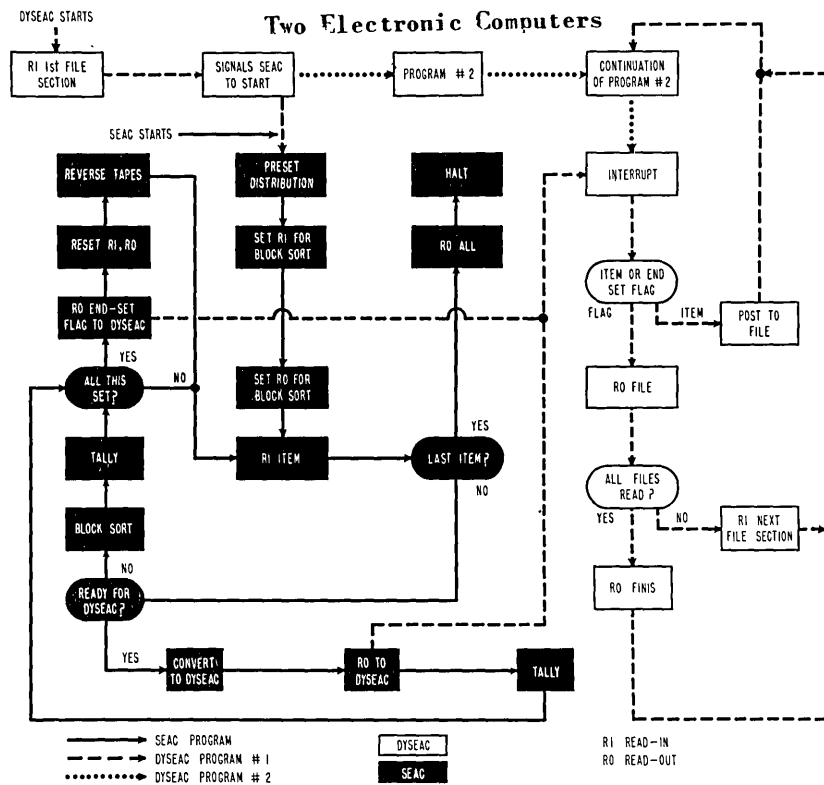 Two Electronic Computers
DYSEAC STARTS
RI 1st FILE
SECTION
SIGNALS SEAC
TO START
PROGRAM #2
CONTINUATION
OF PROGRAM #2
SEAC STARTS
REVERSE TAPES
PRESET
DISTRIBUTION
HALT
INTERRUPT
RESET RI, RO
SET RI FOR
BLOCK SORT
RO ALL
ITEM OR END
SET FLAG
FLAG
ITEM
POST TO
FILE
RO END-SET
FLAG TO DYSEAC
YES
ALL THIS
SET?
NO
SET RO FOR
BLOCK SORT
RO FILE
TALLY
RI ITEM
YES
LAST ITEM?
NO
ALL FILES
READ?
YES
NO
RI NEXT
FILE SECTION
BLOCK SORT
NO
READY FOR
DYSEAC?
RO FINIS
YES
CONVERT
TO DYSEAC
RO TO
DYSEAC
TALLY
SEAC PROGRAM
DYSEAC PROGRAM #1
DYSEAC PROGRAM #2
DYSEAC
SEAC
RI READ-IN
RO READ-OUT